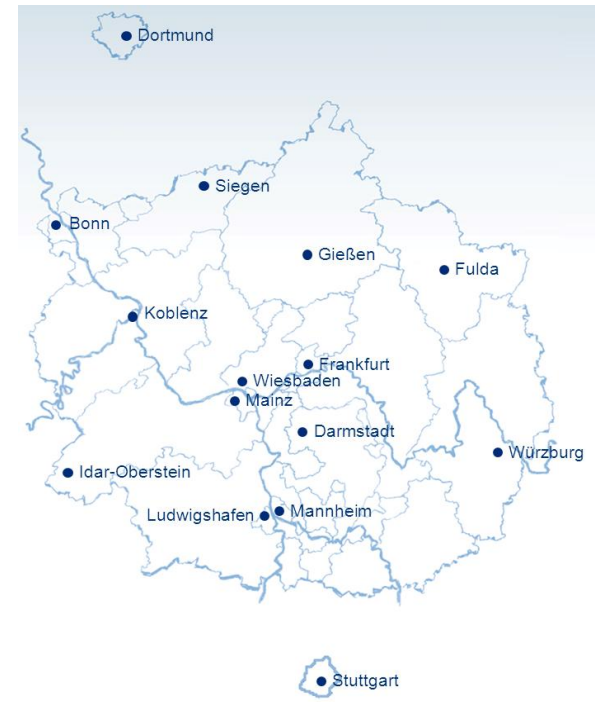 Dortmund
Siegen
Bonn
Gießen
Fulda
Koblenz
Frankfurt
Wiesbaden
Mainz
Darmstadt
Würzburg
Idar-Oberstein
Ludwigshafen
Mannheim
Stuttgart